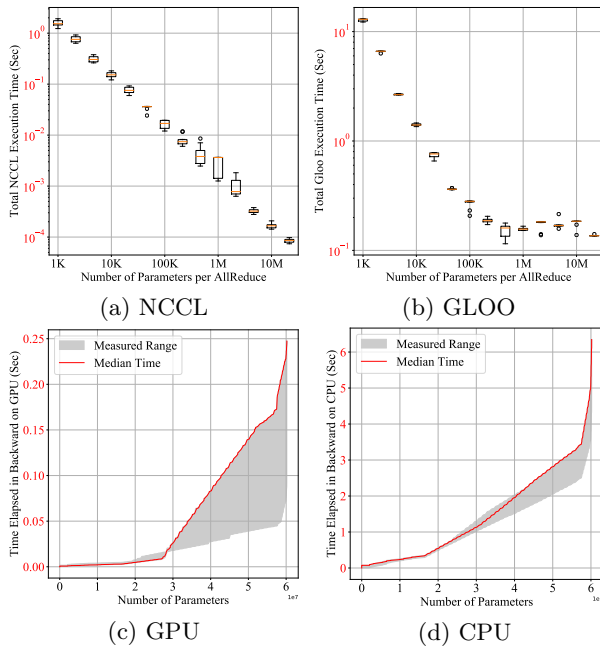 Total NCCL Execution Time (Sec)
10^0
10^-1
10^-2
10^-3
10^-4
1K 10K 100K 1M 10M
Number of Parameters per AllReduce
(a) NCCL
Total Gloo Execution Time (Sec)
10^1
10^0
10^-1
1K 10K 100K 1M 10M
Number of Parameters per AllReduce
(b) GLOO
Time Elapsed in Backward on GPU (Sec)
0.25
0.20
0.15
0.10
0.05
0.00
Measured Range
Median Time
0 1 2 3 4 5 6
1e7
Number of Parameters
(c) GPU
Time Elapsed in Backward on CPU (Sec)
6
5
4
3
2
1
0
Measured Range
Median Time
0 1 2 3 4 5 6
Number of Parameters
(d) CPU